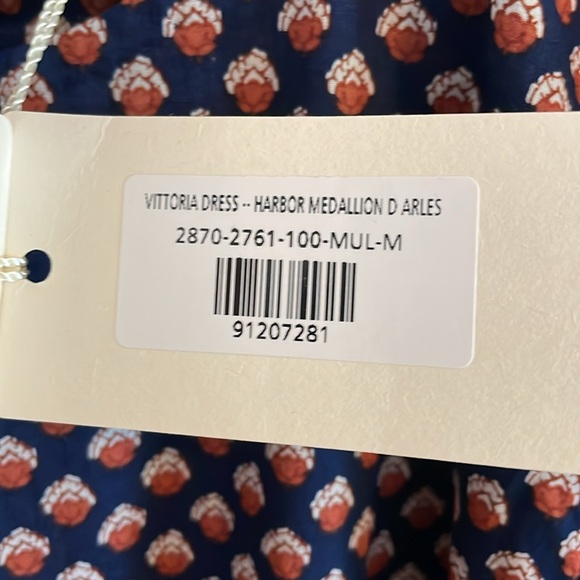 VITTORIA DRESS -- HARBOR MEDALLION D ARLES
2870-2761-100-MUL-M
91207281